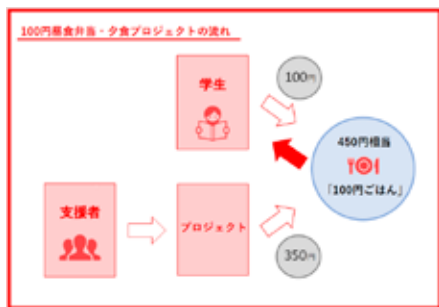 100円昼食弁当・夕食プロジェクトの流れ
学生
100円
450円相当
「100円ごはん」
支援者
プロジェクト
350円